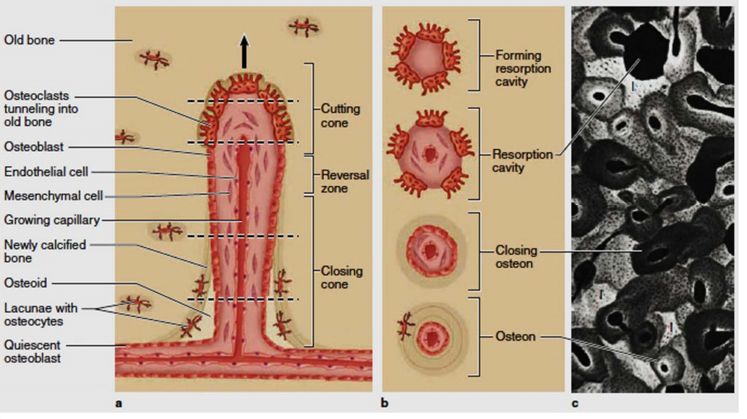 Old bone
Osteoclasts
tunneling into
old bone
Osteoblast
Endothelial cell
Mesenchymal cell
Growing capillary
Newly calcified
bone
Osteoid
Lacunae with
osteocytes
Quiescent
osteoblast
Cutting
cone
Reversal
zone
Closing
cone
a
Forming
resorption
cavity
Resorption
cavity
Closing
osteon
Osteon
b
I
I
I
c